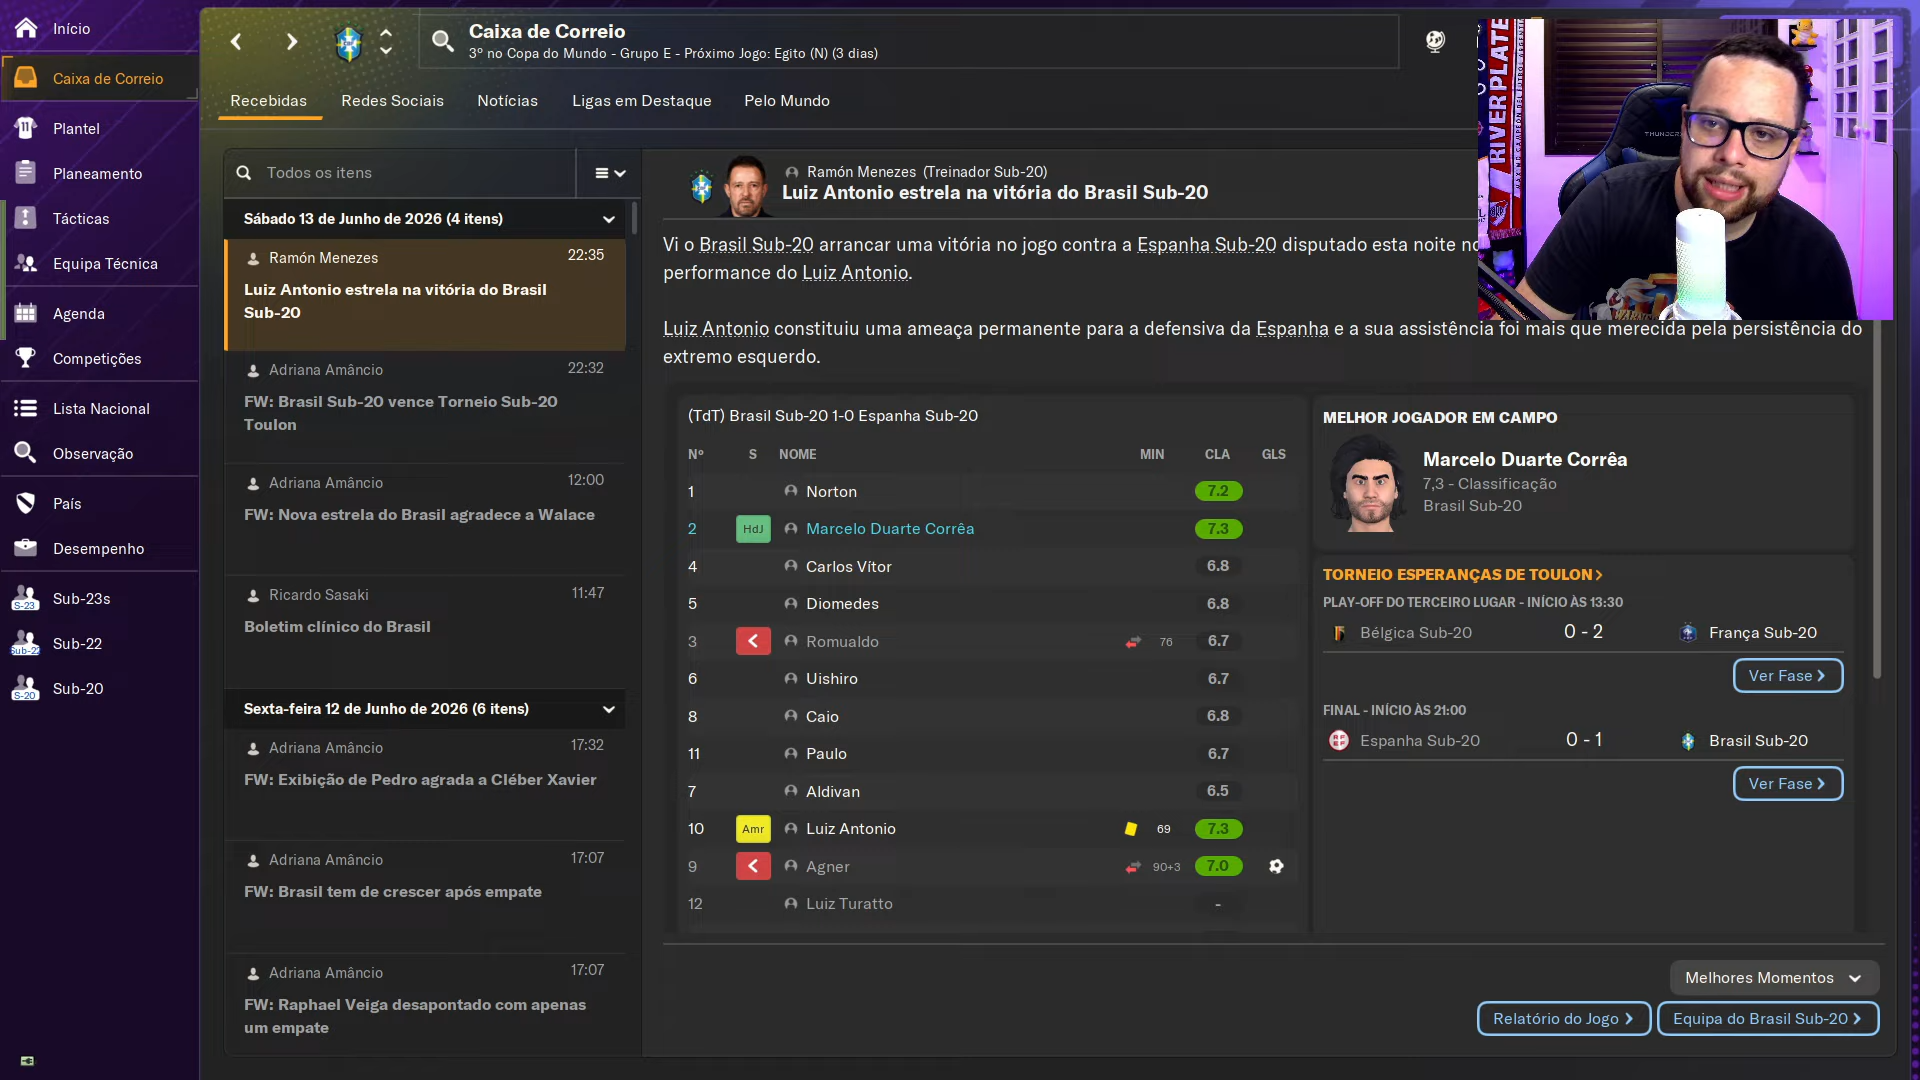 Início
Caixa de Correio
Plantel
Planeamento
Tácticas
Equipa Técnica
Agenda
Competições
Lista Nacional
Observação
País
Desempenho
S-23
Sub-23s
Sub-22
Sub-22
S-20
Sub-20
Caixa de Correio
3º no Copa do Mundo - Grupo E - Próximo Jogo: Egito (N) (3 dias)
Recebidas
Redes Sociais
Notícias
Ligas em Destaque
Pelo Mundo
Todos os itens
Sábado 13 de Junho de 2026 (4 itens)
Ramón Menezes
22:35
Luiz Antonio estrela na vitória do Brasil
Sub-20
Adriana Amâncio
22:32
FW: Brasil Sub-20 vence Torneio Sub-20
Toulon
Adriana Amâncio
12:00
FW: Nova estrela do Brasil agradece a Walace
Ricardo Sasaki
11:47
Boletim clínico do Brasil
Sexta-feira 12 de Junho de 2026 (6 itens)
Adriana Amâncio
17:32
FW: Exibição de Pedro agrada a Cléber Xavier
Adriana Amâncio
17:07
FW: Brasil tem de crescer após empate
Adriana Amâncio
17:07
FW: Raphael Veiga desapontado com apenas
um empate
Ramón Menezes (Treinador Sub-20)
Luiz Antonio estrela na vitória do Brasil Sub-20
Vi o Brasil Sub-20 arrancar uma vitória no jogo contra a Espanha Sub-20 disputado esta noite no
performance do Luiz Antonio.
Luiz Antonio constituiu uma ameaça permanente para a defensiva da Espanha e a sua assistência foi mais que merecida pela persistência do
extremo esquerdo.
(TdT) Brasil Sub-20 1-0 Espanha Sub-20
Nº S NOME MIN CLA GLS
1 Norton 7.2
2 HdJ Marcelo Duarte Corrêa 7.3
4 Carlos Vítor 6.8
5 Diomedes 6.8
3 Romualdo 76 6.7
6 Uishiro 6.7
8 Caio 6.8
11 Paulo 6.7
7 Aldivan 6.5
10 Amr Luiz Antonio 69 7.3
9 Agner 90+3 7.0
12 Luiz Turatto -
MELHOR JOGADOR EM CAMPO
Marcelo Duarte Corrêa
7,3 - Classificação
Brasil Sub-20
TORNEIO ESPERANÇAS DE TOULON
PLAY-OFF DO TERCEIRO LUGAR - INÍCIO ÀS 13:30
Bélgica Sub-20 0 - 2 França Sub-20
Ver Fase
FINAL - INÍCIO ÀS 21:00
Espanha Sub-20 0 - 1 Brasil Sub-20
Ver Fase
Melhores Momentos
Relatório do Jogo
Equipa do Brasil Sub-20
RIVERPLATE